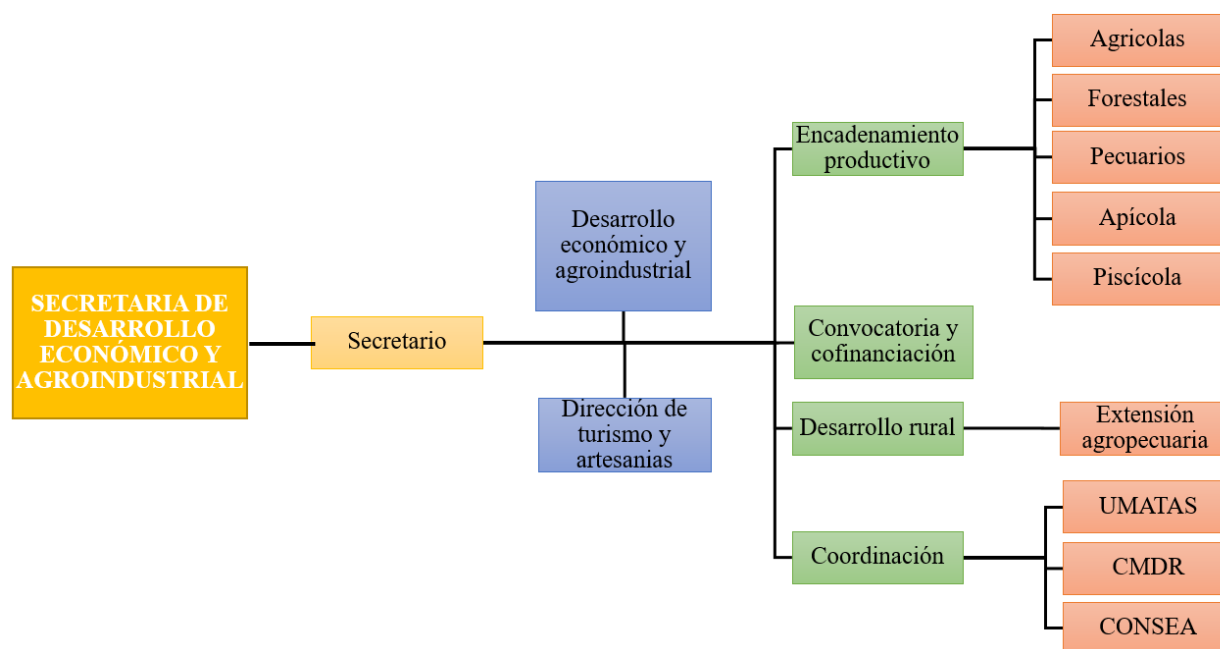 SECRETARIA DE
DESARROLLO
ECONÓMICO Y
AGROINDUSTRIAL
Secretario
Desarrollo
económico y
agroindustrial
Dirección de
turismo y
artesanias
Encadenamiento
productivo
Agricolas
Forestales
Pecuarios
Apícola
Piscícola
Convocatoria y
cofinanciación
Desarrollo rural
Extensión
agropecuaria
Coordinación
UMATAS
CMDR
CONSEA